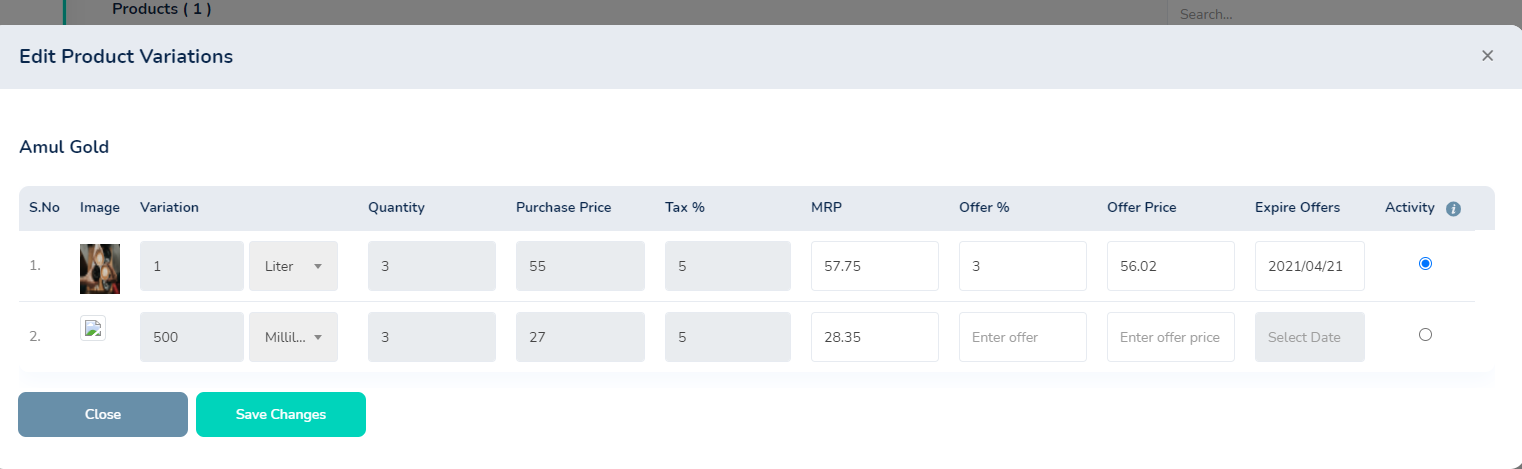 Products ( 1 )
Search...
Edit Product Variations
×
Amul Gold
S.No Image Variation Quantity Purchase Price Tax % MRP Offer % Offer Price Expire Offers Activity i
1. 1 Liter 3 55 5 57.75 3 56.02 2021/04/21
2. 500 Millil... 3 27 5 28.35 Enter offer Enter offer price Select Date
Close Save Changes